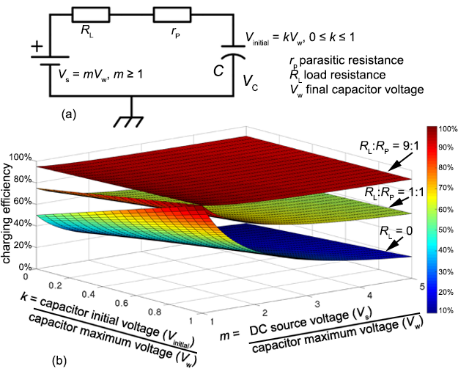 R_L
r_P
V_initial = kV_w, 0 ≤ k ≤ 1
+
V_s = mV_w, m ≥ 1
C
V_C
r_p parasitic resistance
R_L load resistance
V_w final capacitor voltage
(a)
100%
80%
60%
40%
20%
0%
charging efficiency
R_L:R_P = 9:1
R_L:R_P = 1:1
R_L = 0
100%
90%
80%
70%
60%
50%
40%
30%
20%
10%
0
0.2
0.4
0.6
0.8
1
1
2
3
4
5
k = capacitor initial voltage (V_initial)
capacitor maximum voltage (V_w)
m = DC source voltage (V_s)
capacitor maximum voltage (V_w)
(b)